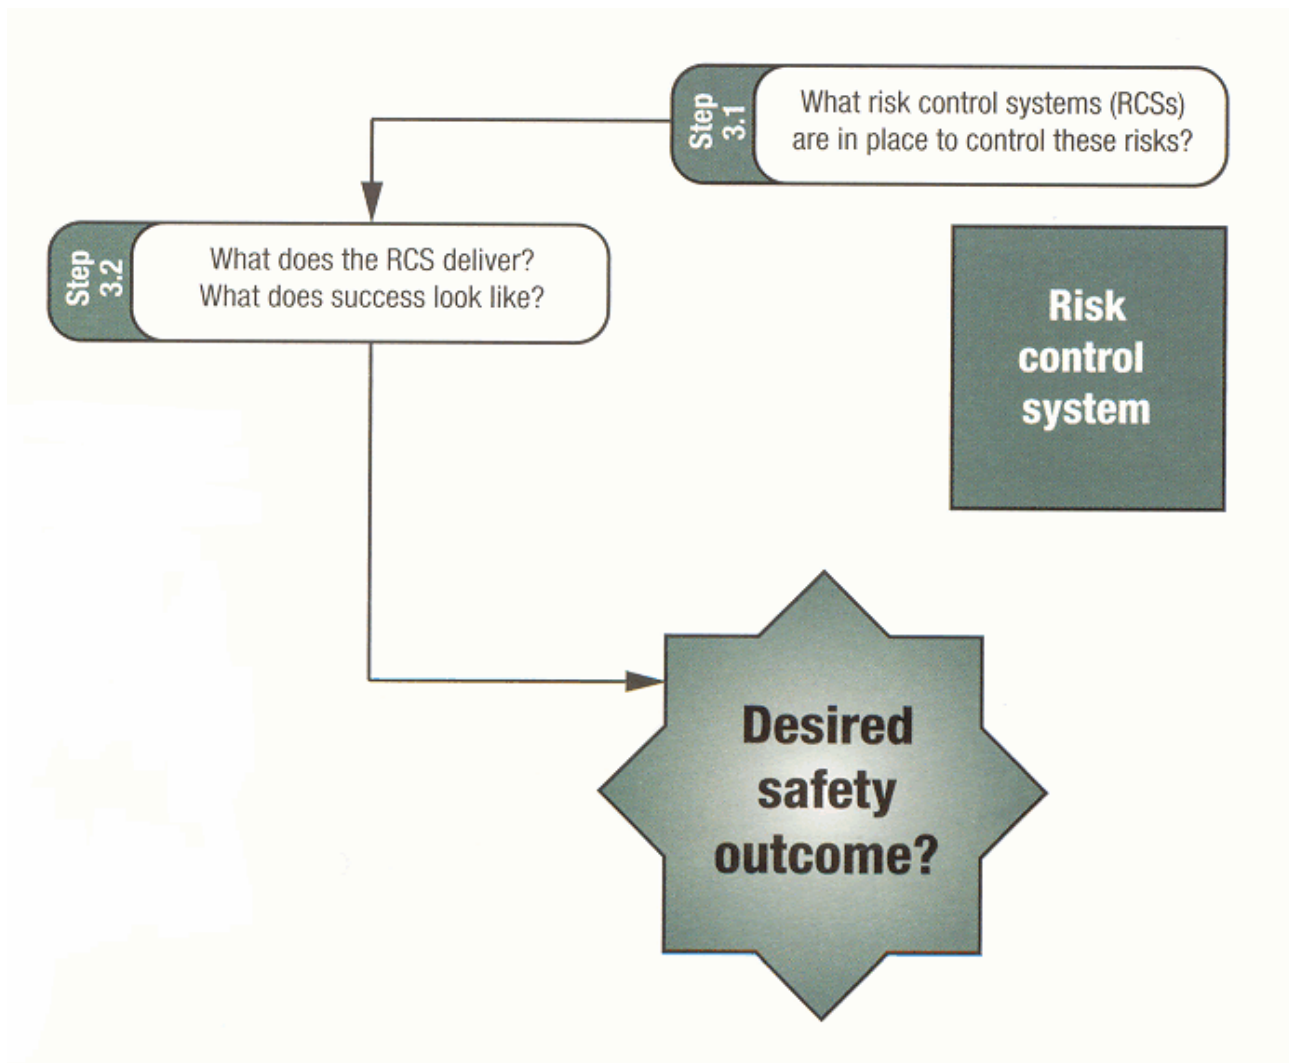 Step
3.1
What risk control systems (RCSs)
are in place to control these risks?
Step
3.2
What does the RCS deliver?
What does success look like?
Risk
control
system
Desired
safety
outcome?